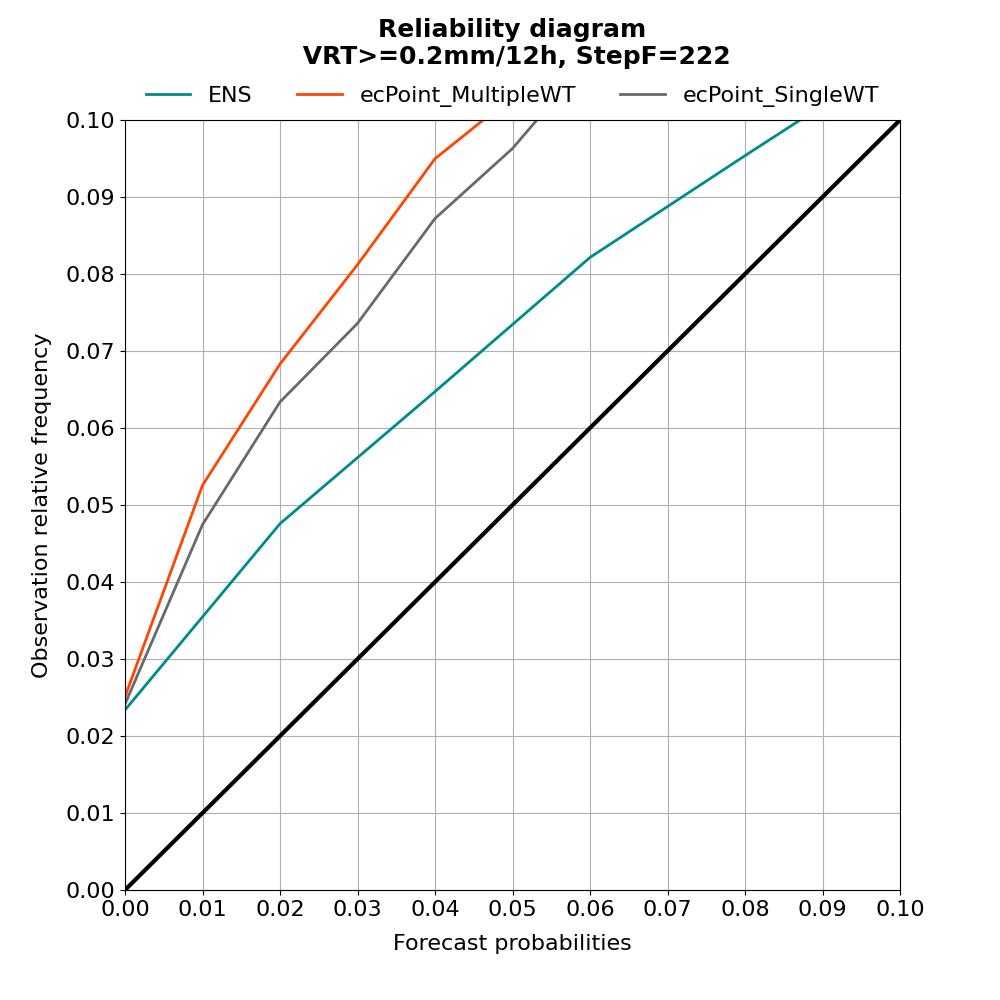 Reliability diagram
VRT>=0.2mm/12h, StepF=222
ENS ecPoint_MultipleWT ecPoint_SingleWT
0.10
0.09
0.08
0.07
0.06
0.05
0.04
0.03
0.02
0.01
0.00
Observation relative frequency
0.00 0.01 0.02 0.03 0.04 0.05 0.06 0.07 0.08 0.09 0.10
Forecast probabilities